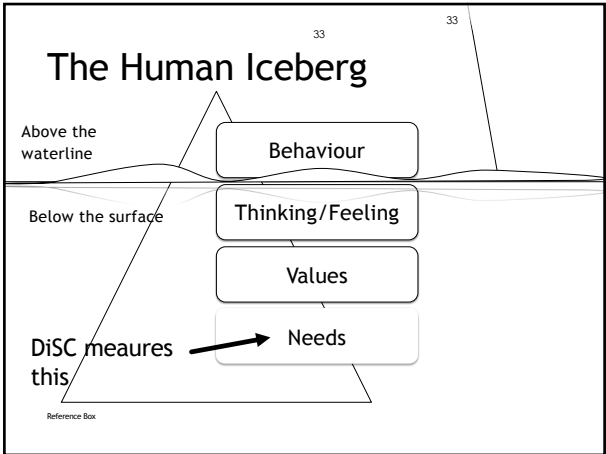 33
33
The Human Iceberg
Above the
waterline
Behaviour
Below the surface
Thinking/Feeling
Values
Needs
DiSC meaures
this
Reference Box